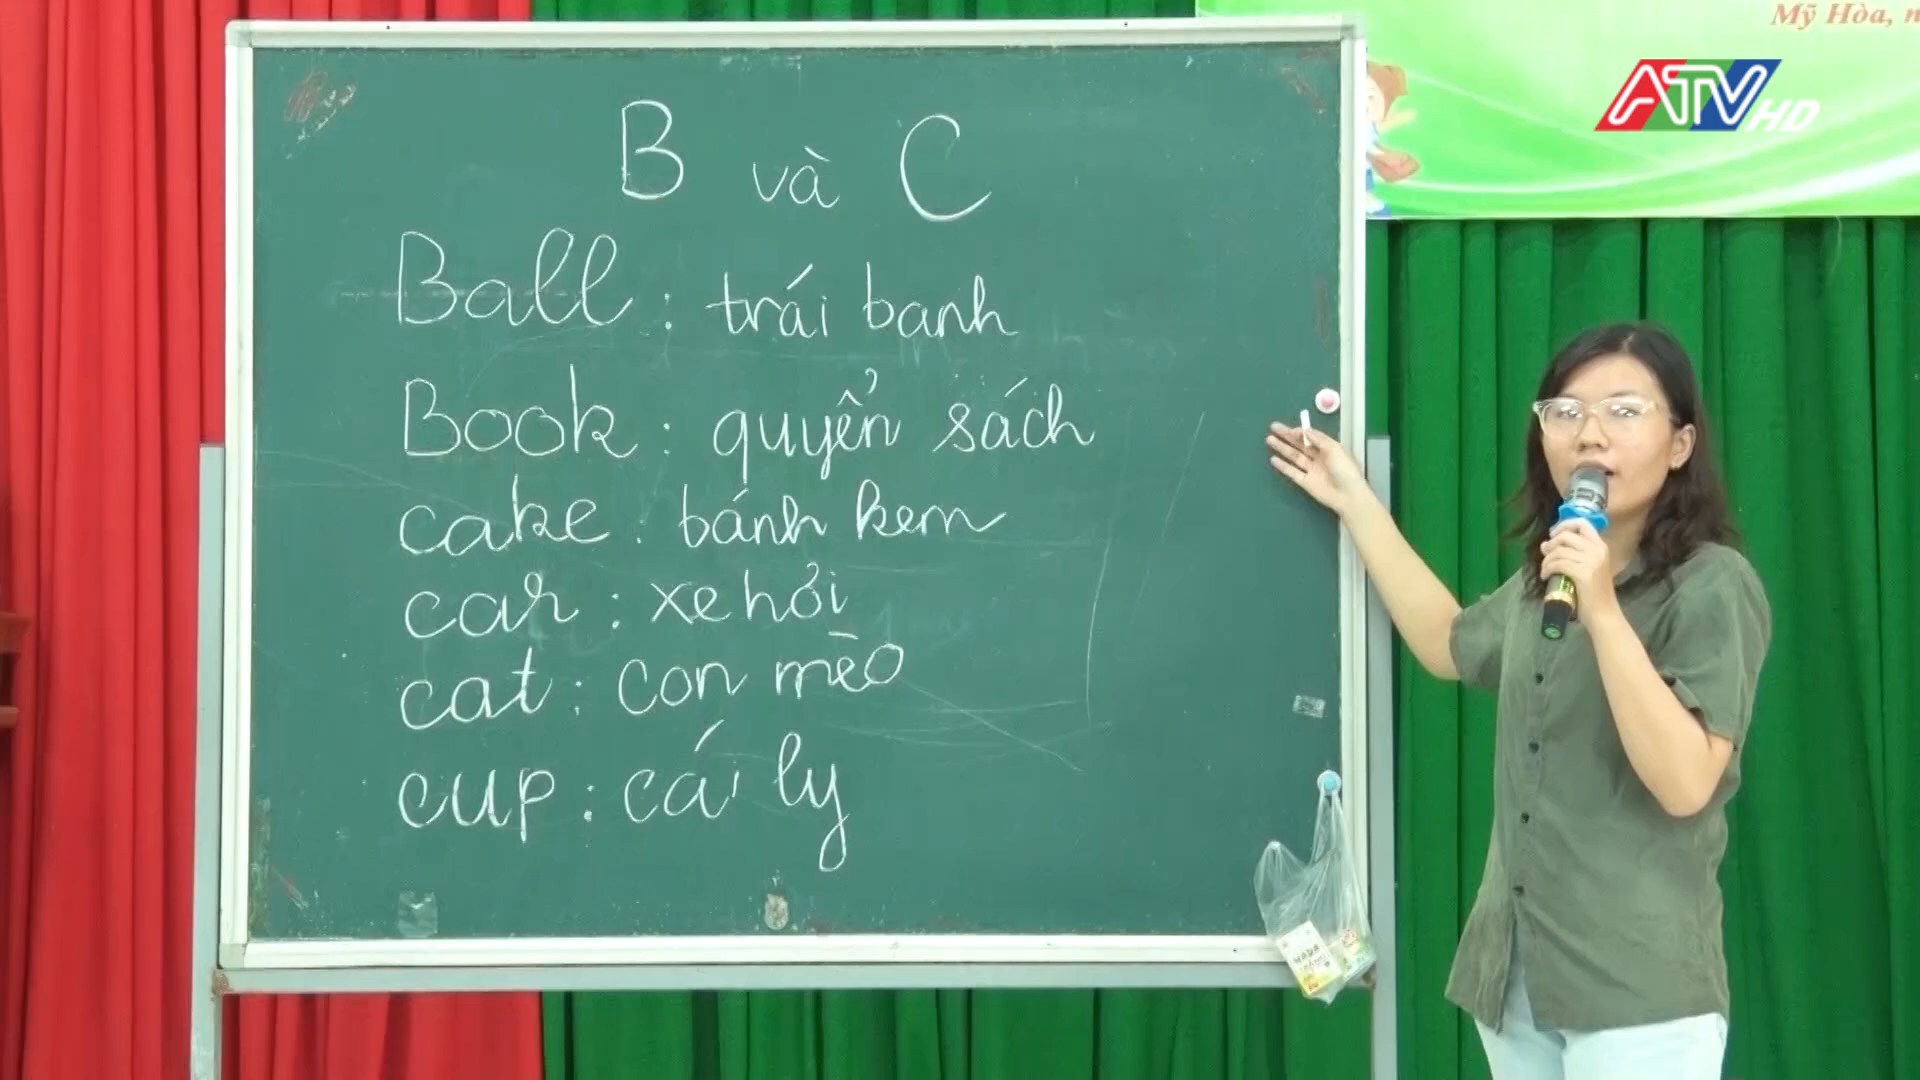 Mỹ Hòa, n
ATV HD
B và C
Ball : trái banh
Book : quyển sách
cake : bánh kem
car : xe hởi
cat : con mèo
cup : cái ly